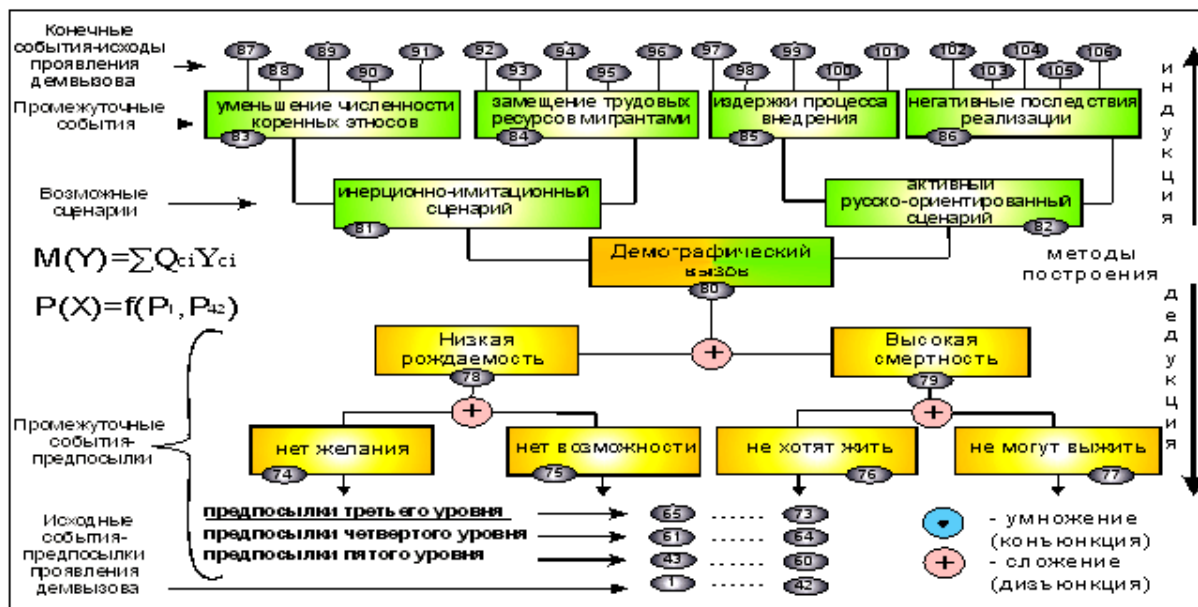 Конечные
события-исходы
проявления
демвызова
87 89 91 92 94 96 97 99 101 102 104 106
88 90 93 95 98 100 103 105
Промежуточные
события
уменьшение численности
коренных этносов
83
замещение трудовых
ресурсов мигрантами
84
издержки процесса
внедрения
85
негативные последствия
реализации
86
индукция
Возможные
сценарии
инерционно-имитационный
сценарий
81
активный
русско-ориентированный
сценарий
82
M(Y)=∑QciYci
P(X)=f(P1,P42)
Демографический
вызов
80
методы
построения
дедукция
Низкая
рождаемость
78
+
Высокая
смертность
79
+
+
Промежуточные
события-
предпосылки
нет желания
74
нет возможности
75
не хотят жить
76
не могут выжить
77
Исходные
события-
предпосылки
проявления
демвызова
предпосылки третьего уровня
65 ...... 73
предпосылки четвертого уровня
61 ...... 64
предпосылки пятого уровня
43 ...... 60
1 ...... 42
- умножение
(конъюнкция)
+ - сложение
(дизъюнкция)